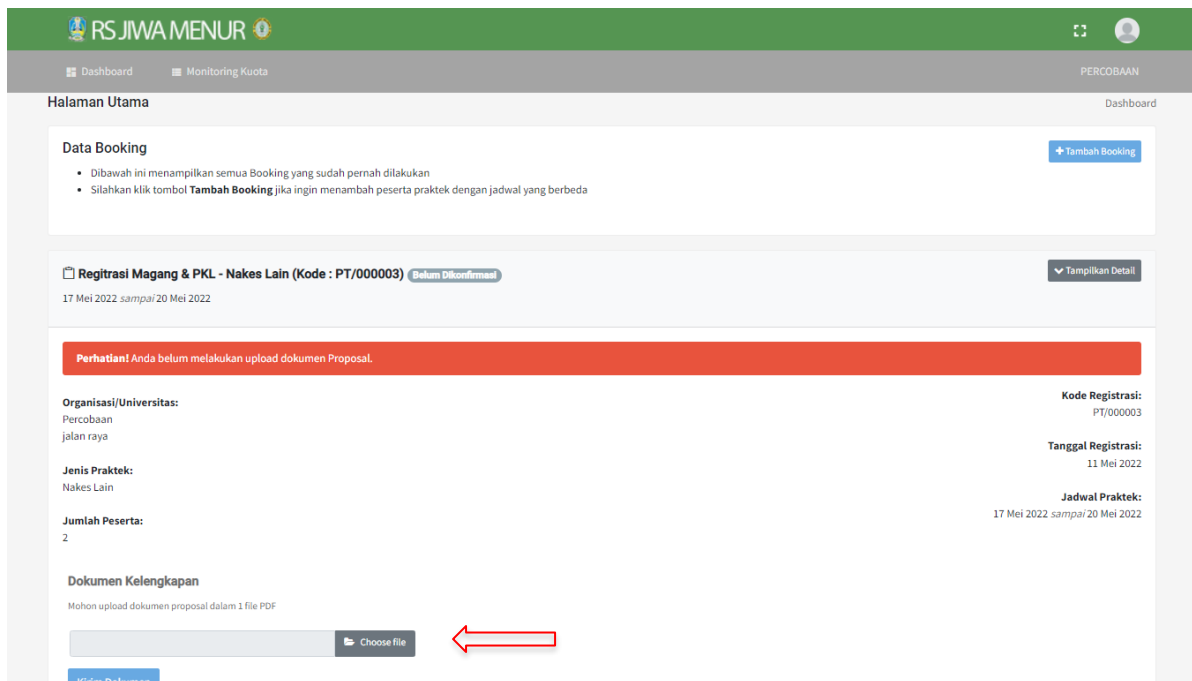 RS JIWA MENUR
Dashboard
Monitoring Kuota
PERCOBAAN
Halaman Utama
Dashboard
Data Booking
+ Tambah Booking
• Dibawah ini menampilkan semua Booking yang sudah pernah dilakukan
• Silahkan klik tombol Tambah Booking jika ingin menambah peserta praktek dengan jadwal yang berbeda
Regitrasi Magang & PKL - Nakes Lain (Kode : PT/000003) Belum Dikonfirmasi
Tampilkan Detail
17 Mei 2022 sampai 20 Mei 2022
Perhatian! Anda belum melakukan upload dokumen Proposal.
Organisasi/Universitas:
Percobaan
jalan raya
Jenis Praktek:
Nakes Lain
Jumlah Peserta:
2
Kode Registrasi:
PT/000003
Tanggal Registrasi:
11 Mei 2022
Jadwal Praktek:
17 Mei 2022 sampai 20 Mei 2022
Dokumen Kelengkapan
Mohon upload dokumen proposal dalam 1 file PDF
Choose file
Kirim Dokumen